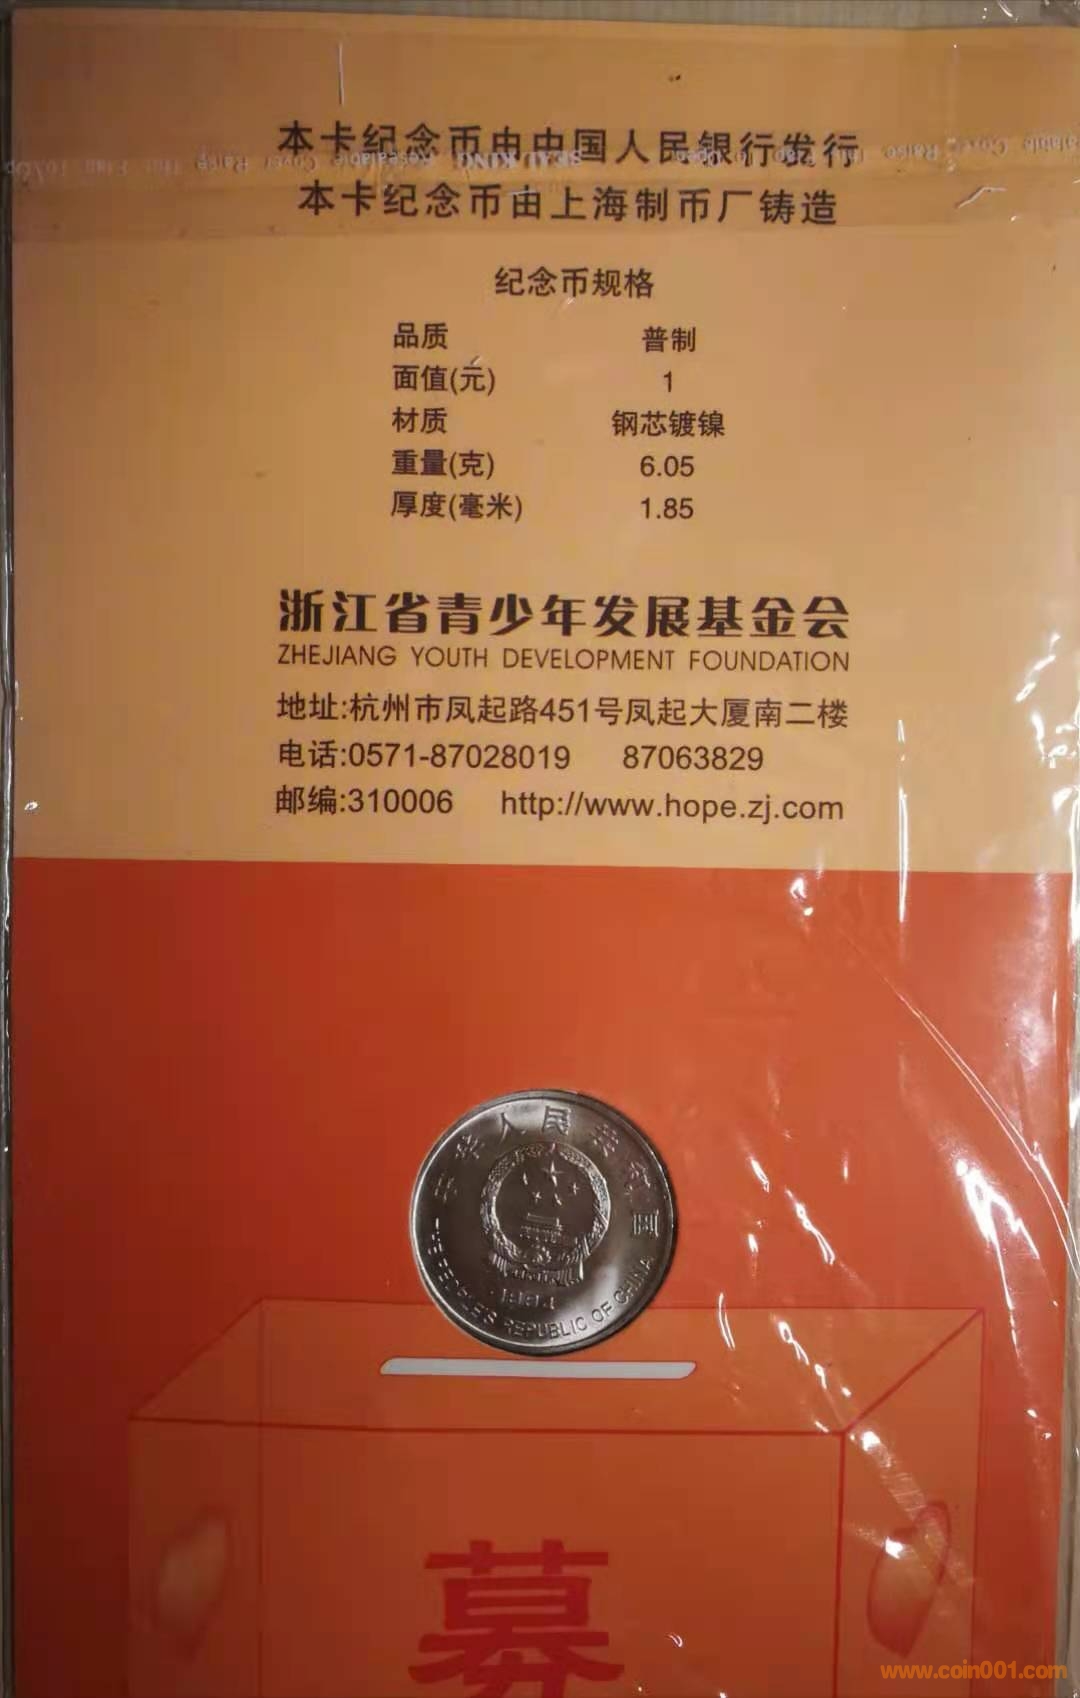 本卡纪念币由中国人民银行发行
SEAL KING
本卡纪念币由上海制币厂铸造
纪念币规格
品质 普制
面值(元) 1
材质 钢芯镀镍
重量(克) 6.05
厚度(毫米) 1.85
浙江省青少年发展基金会
ZHEJIANG YOUTH DEVELOPMENT FOUNDATION
地址:杭州市凤起路451号凤起大厦南二楼
电话:0571-87028019 87063829
邮编:310006 http://www.hope.zj.com
中华人民共和国
1994
THE PEOPLE'S REPUBLIC OF CHINA
募
www.coin001.com